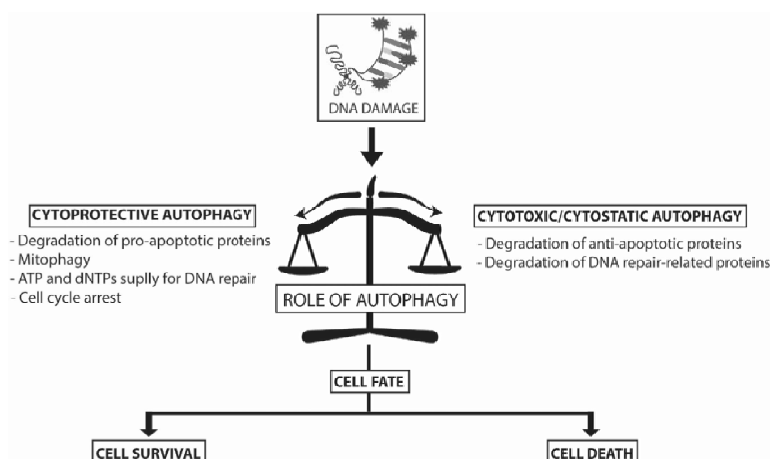 DNA DAMAGE
CYTOPROTECTIVE AUTOPHAGY
- Degradation of pro-apoptotic proteins
- Mitophagy
- ATP and dNTPs suplly for DNA repair
- Cell cycle arrest
CYTOTOXIC/CYTOSTATIC AUTOPHAGY
- Degradation of anti-apoptotic proteins
- Degradation of DNA repair-related proteins
ROLE OF AUTOPHAGY
CELL FATE
CELL SURVIVAL
CELL DEATH